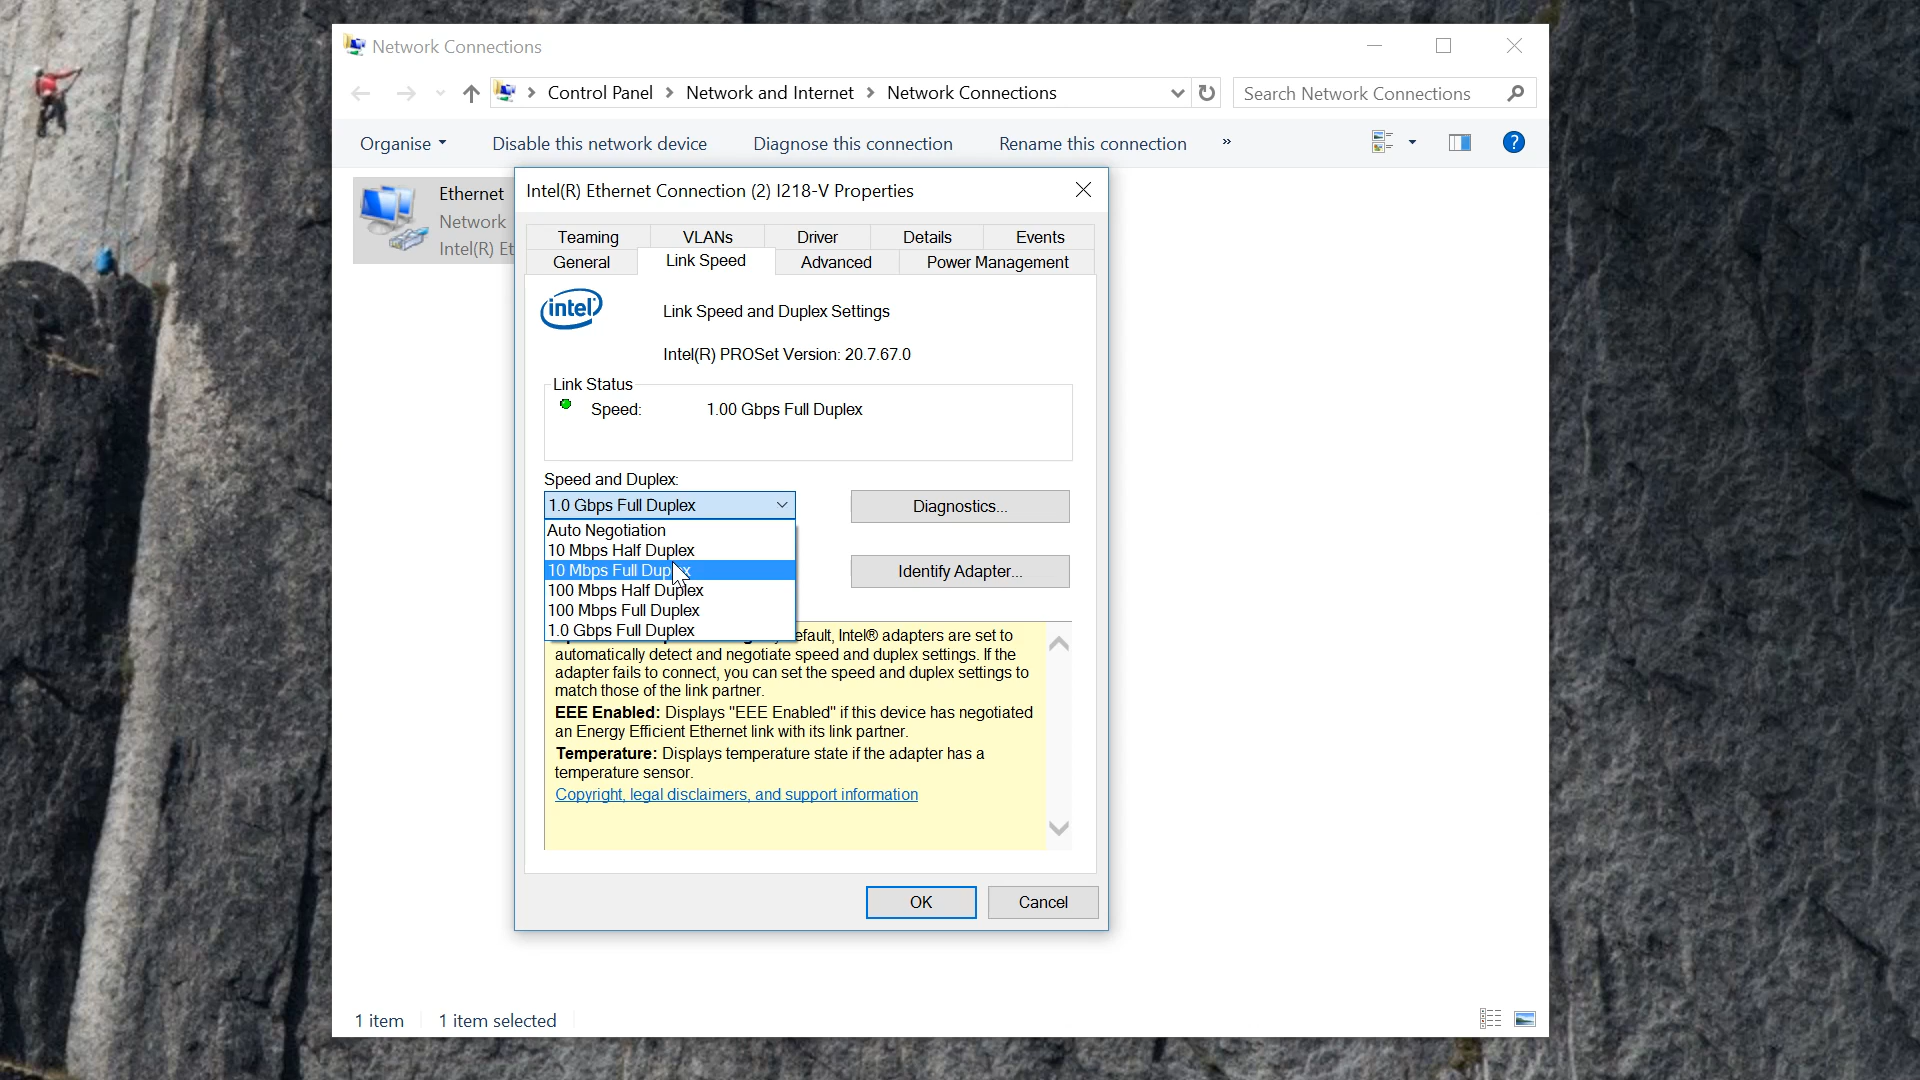 Network Connections
Control Panel > Network and Internet > Network Connections
Search Network Connections
Organise
Disable this network device
Diagnose this connection
Rename this connection
»
?
Ethernet
Network
Intel(R) Et
Intel(R) Ethernet Connection (2) I218-V Properties
Teaming
VLANs
Driver
Details
Events
General
Link Speed
Advanced
Power Management
intel
Link Speed and Duplex Settings
Intel(R) PROSet Version: 20.7.67.0
Link Status
Speed: 1.00 Gbps Full Duplex
Speed and Duplex:
1.0 Gbps Full Duplex
Diagnostics...
Auto Negotiation
10 Mbps Half Duplex
10 Mbps Full Duplex
100 Mbps Half Duplex
100 Mbps Full Duplex
1.0 Gbps Full Duplex
Identify Adapter...
efault, Intel® adapters are set to
automatically detect and negotiate speed and duplex settings. If the
adapter fails to connect, you can set the speed and duplex settings to
match those of the link partner.
EEE Enabled: Displays "EEE Enabled" if this device has negotiated
an Energy Efficient Ethernet link with its link partner.
Temperature: Displays temperature state if the adapter has a
temperature sensor.
Copyright, legal disclaimers, and support information
OK
Cancel
1 item
1 item selected